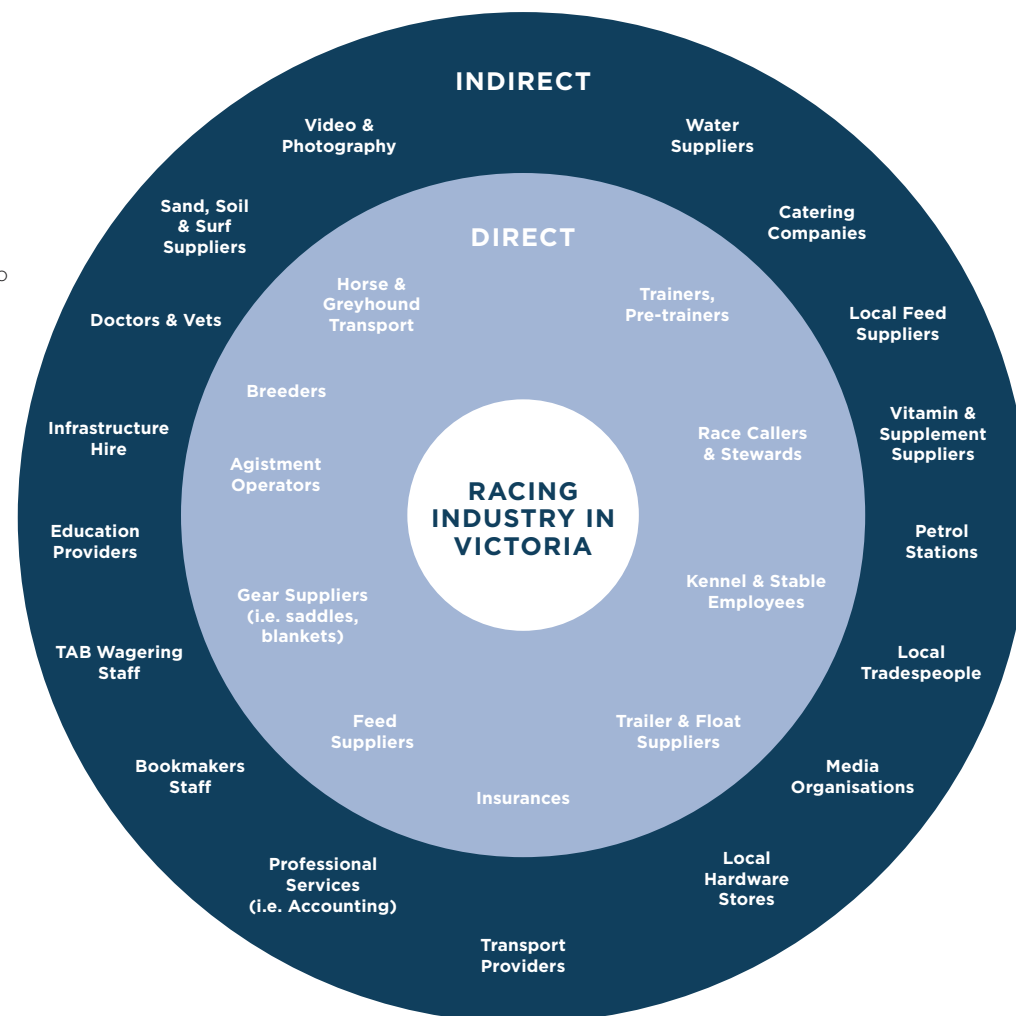 INDIRECT
Video &
Photography
Water
Suppliers
Sand, Soil
& Surf
Suppliers
Catering
Companies
DIRECT
o
Horse &
Greyhound
Transport
Trainers,
Pre-trainers
Doctors & Vets
Local Feed
Suppliers
Breeders
Infrastructure
Hire
Agistment
Operators
Race Callers
& Stewards
Vitamin &
Supplement
Suppliers
RACING
INDUSTRY IN
VICTORIA
Education
Providers
Petrol
Stations
Gear Suppliers
(i.e. saddles,
blankets)
Kennel & Stable
Employees
TAB Wagering
Staff
Local
Tradespeople
Feed
Suppliers
Trailer & Float
Suppliers
Bookmakers
Staff
Insurances
Media
Organisations
Professional
Services
(i.e. Accounting)
Local
Hardware
Stores
Transport
Providers